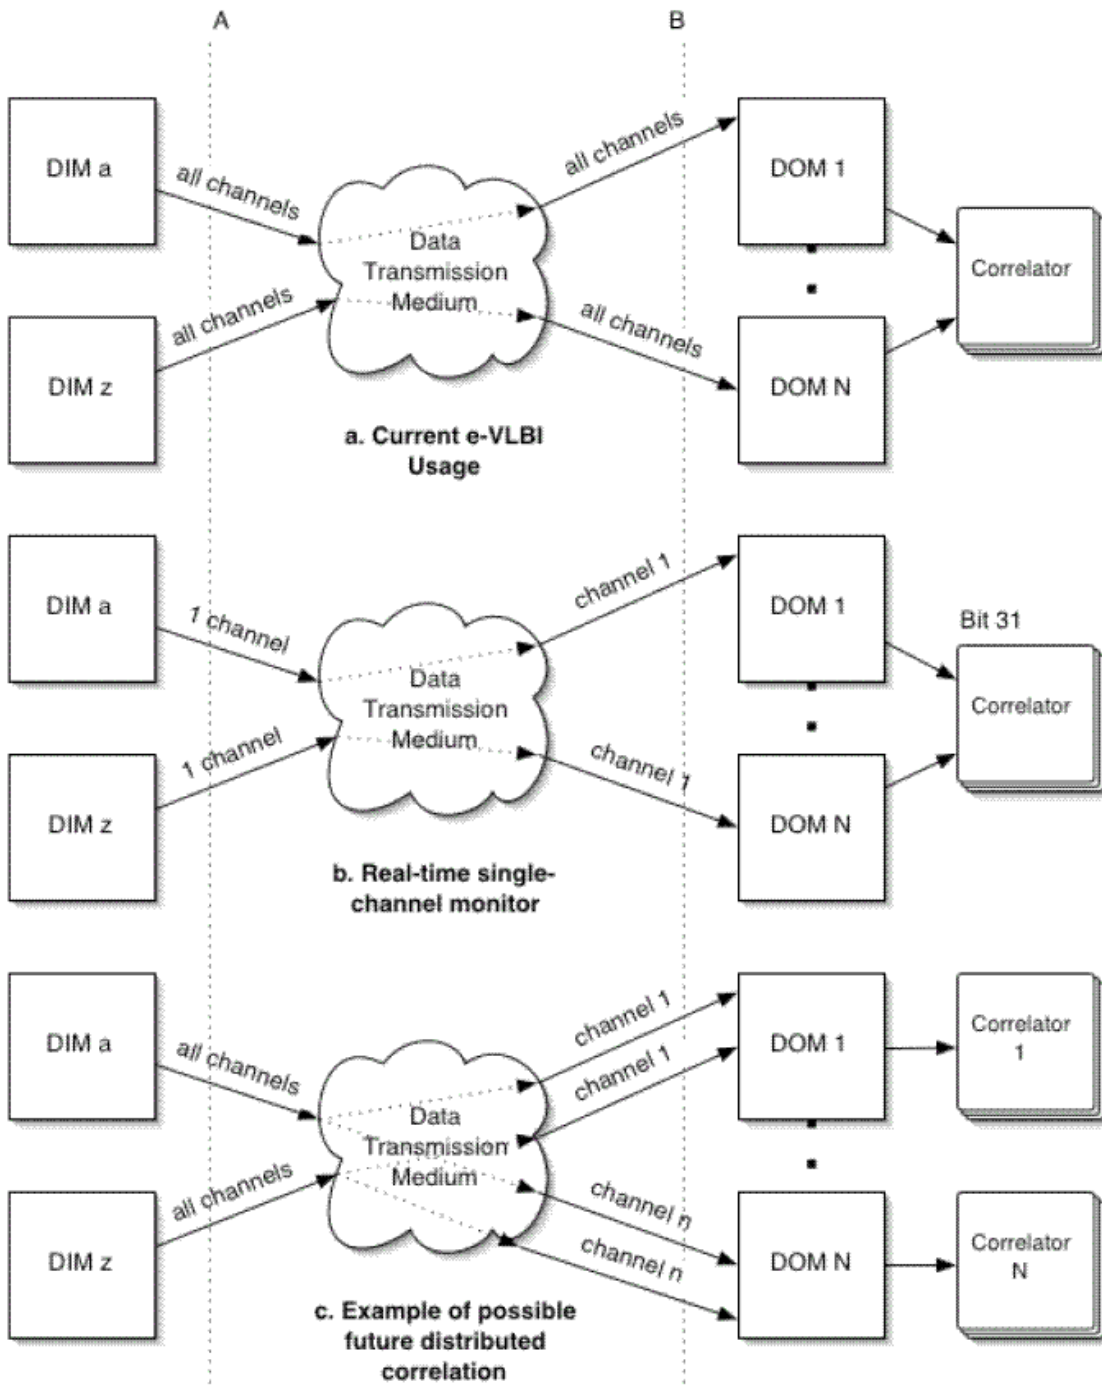 A
B
DIM a
all channels
all channels
DOM 1
Data
Transmission
Medium
Correlator
DIM z
all channels
all channels
DOM N
a. Current e-VLBI
Usage
DIM a
1 channel
channel 1
DOM 1
Bit 31
Data
Transmission
Medium
Correlator
DIM z
1 channel
channel 1
DOM N
b. Real-time single-
channel monitor
DIM a
all channels
channel 1
channel 1
DOM 1
Correlator
1
Data
Transmission
Medium
DIM z
all channels
channel n
channel n
DOM N
Correlator
N
c. Example of possible
future distributed
correlation